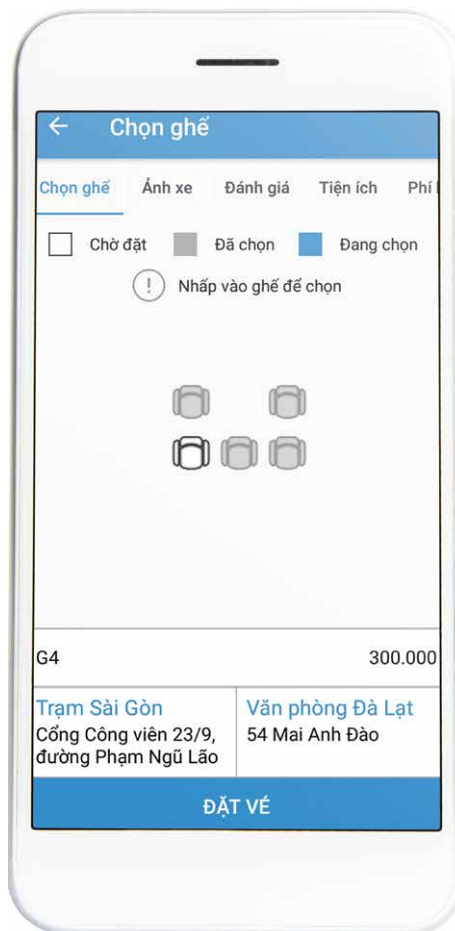 Chọn ghế
Chọn ghế Ảnh xe Đánh giá Tiện ích Phí
Chờ đặt Đã chọn Đang chọn
! Nhấp vào ghế để chọn
G4 300.000
Trạm Sài Gòn Văn phòng Đà Lạt
Cổng Công viên 23/9, 54 Mai Anh Đào
đường Phạm Ngũ Lão
ĐẶT VÉ